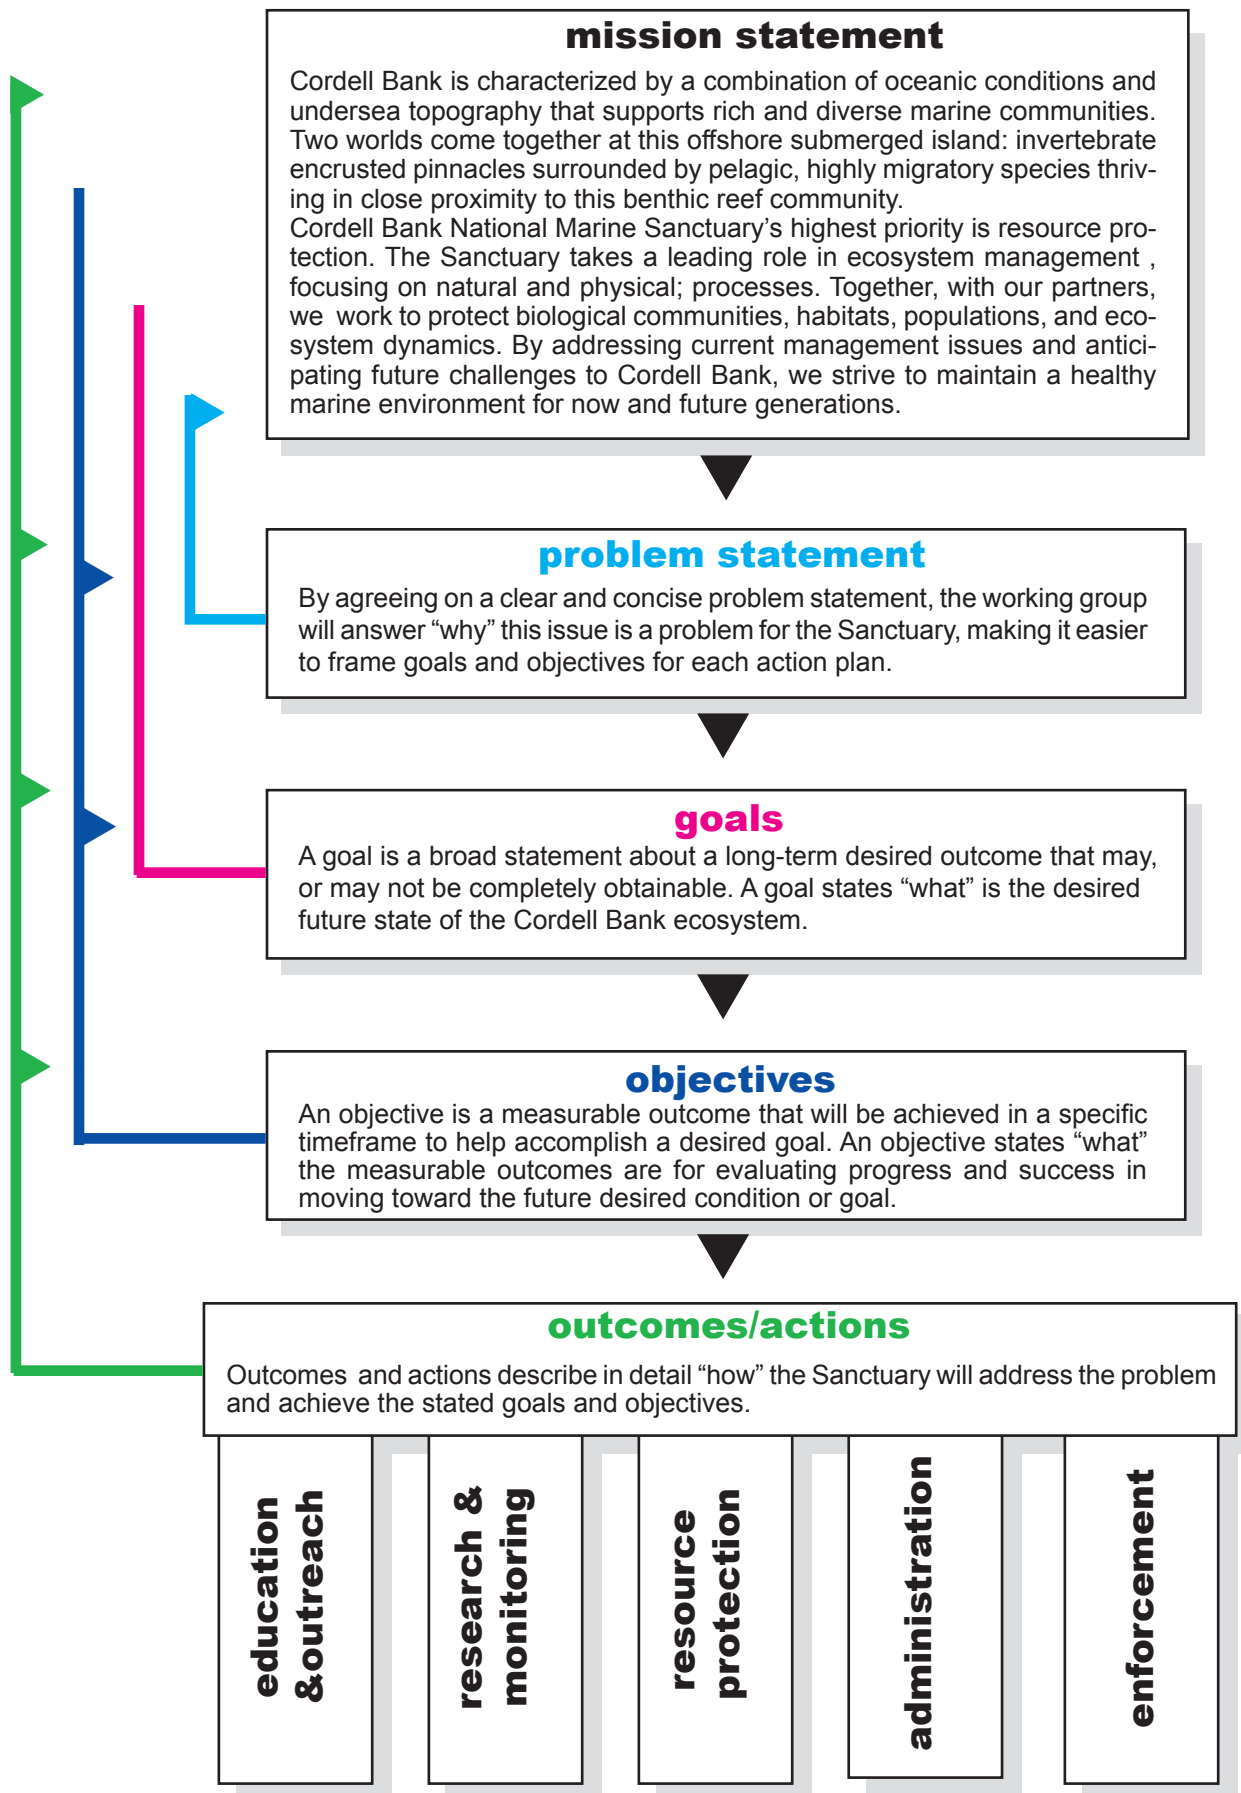 mission statement
Cordell Bank is characterized by a combination of oceanic conditions and
undersea topography that supports rich and diverse marine communities.
Two worlds come together at this offshore submerged island: invertebrate
encrusted pinnacles surrounded by pelagic, highly migratory species thriv-
ing in close proximity to this benthic reef community.
Cordell Bank National Marine Sanctuary's highest priority is resource pro-
tection. The Sanctuary takes a leading role in ecosystem management ,
focusing on natural and physical; processes. Together, with our partners,
we work to protect biological communities, habitats, populations, and eco-
system dynamics. By addressing current management issues and antici-
pating future challenges to Cordell Bank, we strive to maintain a healthy
marine environment for now and future generations.
problem statement
By agreeing on a clear and concise problem statement, the working group
will answer “why” this issue is a problem for the Sanctuary, making it easier
to frame goals and objectives for each action plan.
goals
A goal is a broad statement about a long-term desired outcome that may,
or may not be completely obtainable. A goal states “what” is the desired
future state of the Cordell Bank ecosystem.
objectives
An objective is a measurable outcome that will be achieved in a specific
timeframe to help accomplish a desired goal. An objective states “what”
the measurable outcomes are for evaluating progress and success in
moving toward the future desired condition or goal.
outcomes/actions
Outcomes and actions describe in detail “how” the Sanctuary will address the problem
and achieve the stated goals and objectives.
education
&outreach
research &
monitoring
resource
protection
administration
enforcement